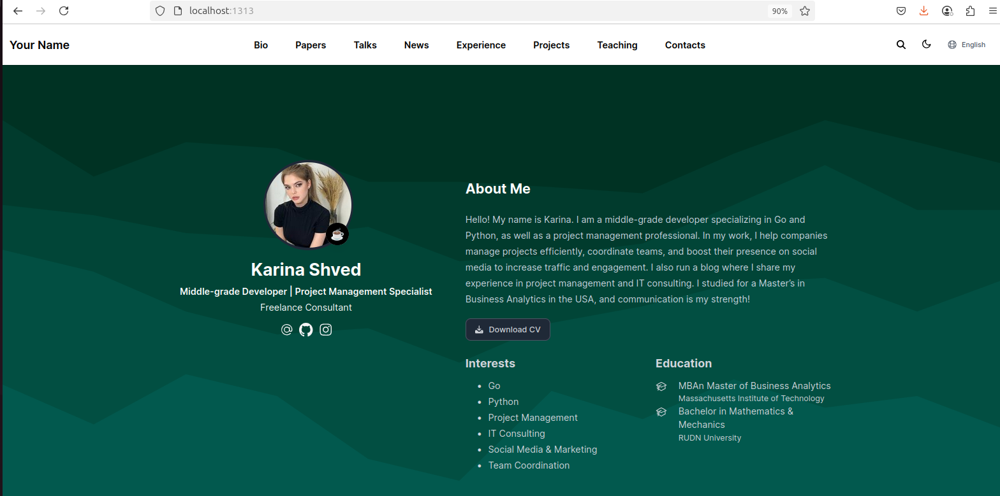 localhost:1313
90%
Your Name
Bio
Papers
Talks
News
Experience
Projects
Teaching
Contacts
English
Karina Shved
Middle-grade Developer | Project Management Specialist
Freelance Consultant
About Me
Hello! My name is Karina. I am a middle-grade developer specializing in Go and
Python, as well as a project management professional. In my work, I help companies
manage projects efficiently, coordinate teams, and boost their presence on social
media to increase traffic and engagement. I also run a blog where I share my
experience in project management and IT consulting. I studied for a Master’s in
Business Analytics in the USA, and communication is my strength!
Download CV
Interests
Go
Python
Project Management
IT Consulting
Social Media & Marketing
Team Coordination
Education
MBAn Master of Business Analytics
Massachusetts Institute of Technology
Bachelor in Mathematics &
Mechanics
RUDN University